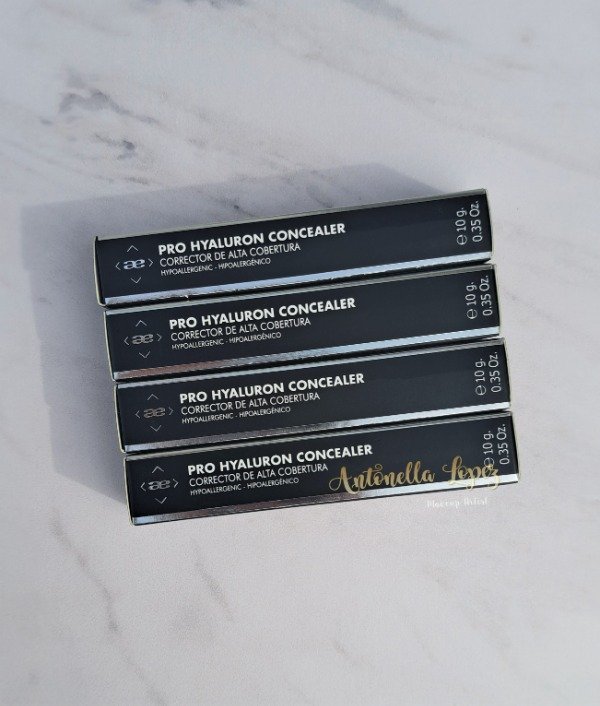 æ
PRO HYALURON CONCEALER
CORRECTOR DE ALTA COBERTURA
HYPOALLERGENIC - HIPOALERGÉNICO
℮ 10 g.
0.35 Oz.
æ
PRO HYALURON CONCEALER
CORRECTOR DE ALTA COBERTURA
HYPOALLERGENIC - HIPOALERGÉNICO
℮ 10 g.
0.35 Oz.
æ
PRO HYALURON CONCEALER
CORRECTOR DE ALTA COBERTURA
HYPOALLERGENIC - HIPOALERGÉNICO
℮ 10 g.
0.35 Oz.
æ
PRO HYALURON CONCEALER
CORRECTOR DE ALTA COBERTURA
HYPOALLERGENIC - HIPOALERGÉNICO
℮ 10 g.
0.35 Oz.
Antonella Lopez
Makeup Artist